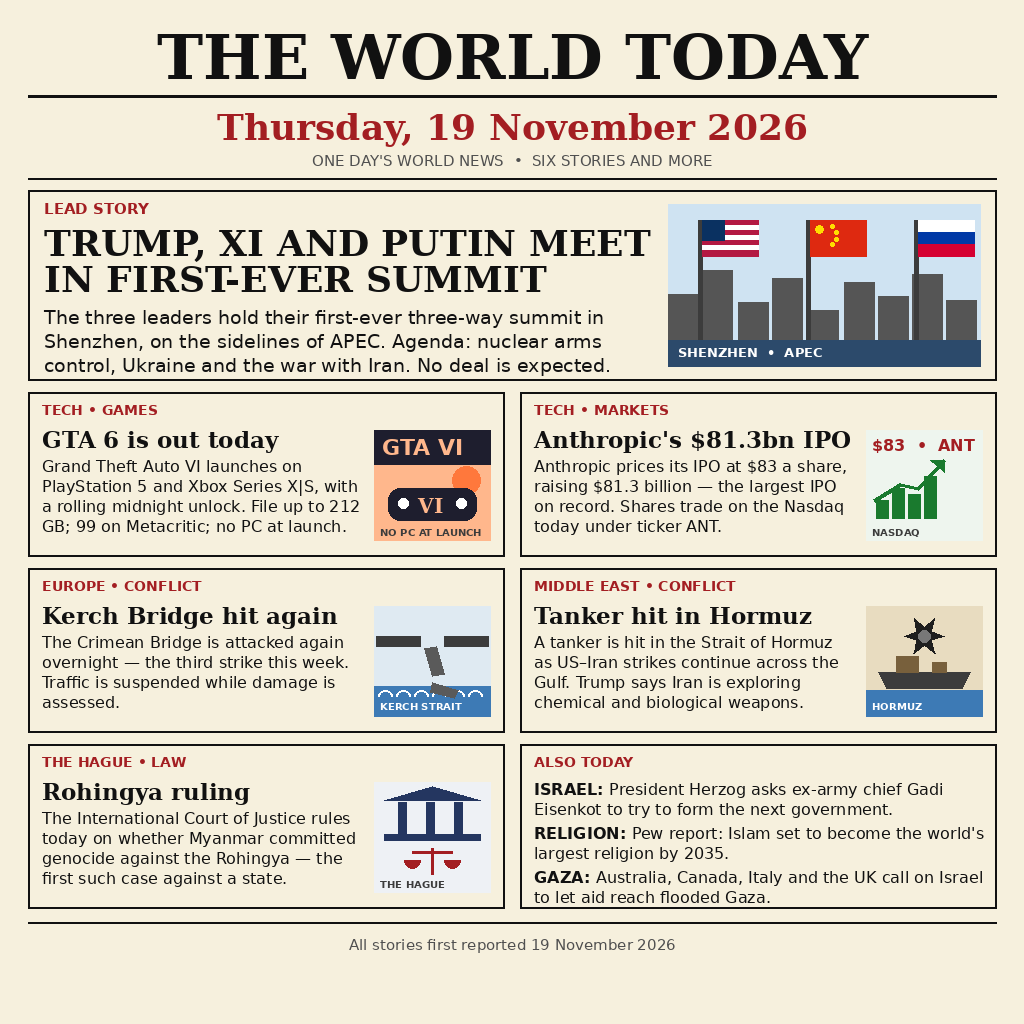 THE WORLD TODAY
Thursday, 19 November 2026
ONE DAY'S WORLD NEWS • SIX STORIES AND MORE
LEAD STORY
TRUMP, XI AND PUTIN MEET
IN FIRST-EVER SUMMIT
The three leaders hold their first-ever three-way summit in
Shenzhen, on the sidelines of APEC. Agenda: nuclear arms
control, Ukraine and the war with Iran. No deal is expected.
SHENZHEN • APEC
TECH • GAMES
GTA 6 is out today
Grand Theft Auto VI launches on
PlayStation 5 and Xbox Series X|S, with
a rolling midnight unlock. File up to 212
GB; 99 on Metacritic; no PC at launch.
GTA VI
VI
NO PC AT LAUNCH
TECH • MARKETS
Anthropic's $81.3bn IPO
Anthropic prices its IPO at $83 a share,
raising $81.3 billion — the largest IPO
on record. Shares trade on the Nasdaq
today under ticker ANT.
$83 • ANT
NASDAQ
EUROPE • CONFLICT
Kerch Bridge hit again
The Crimean Bridge is attacked again
overnight — the third strike this week.
Traffic is suspended while damage is
assessed.
KERCH STRAIT
MIDDLE EAST • CONFLICT
Tanker hit in Hormuz
A tanker is hit in the Strait of Hormuz
as US–Iran strikes continue across the
Gulf. Trump says Iran is exploring
chemical and biological weapons.
HORMUZ
THE HAGUE • LAW
Rohingya ruling
The International Court of Justice rules
today on whether Myanmar committed
genocide against the Rohingya — the
first such case against a state.
THE HAGUE
ALSO TODAY
ISRAEL: President Herzog asks ex-army chief Gadi
Eisenkot to try to form the next government.
RELIGION: Pew report: Islam set to become the world's
largest religion by 2035.
GAZA: Australia, Canada, Italy and the UK call on Israel
to let aid reach flooded Gaza.
All stories first reported 19 November 2026